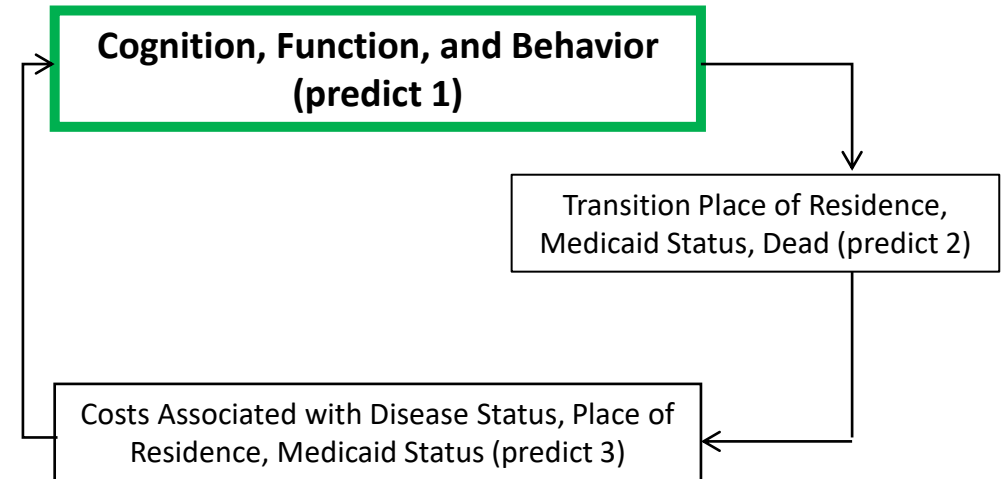 Cognition, Function, and Behavior
(predict 1)
Transition Place of Residence,
Medicaid Status, Dead (predict 2)
Costs Associated with Disease Status, Place of
Residence, Medicaid Status (predict 3)